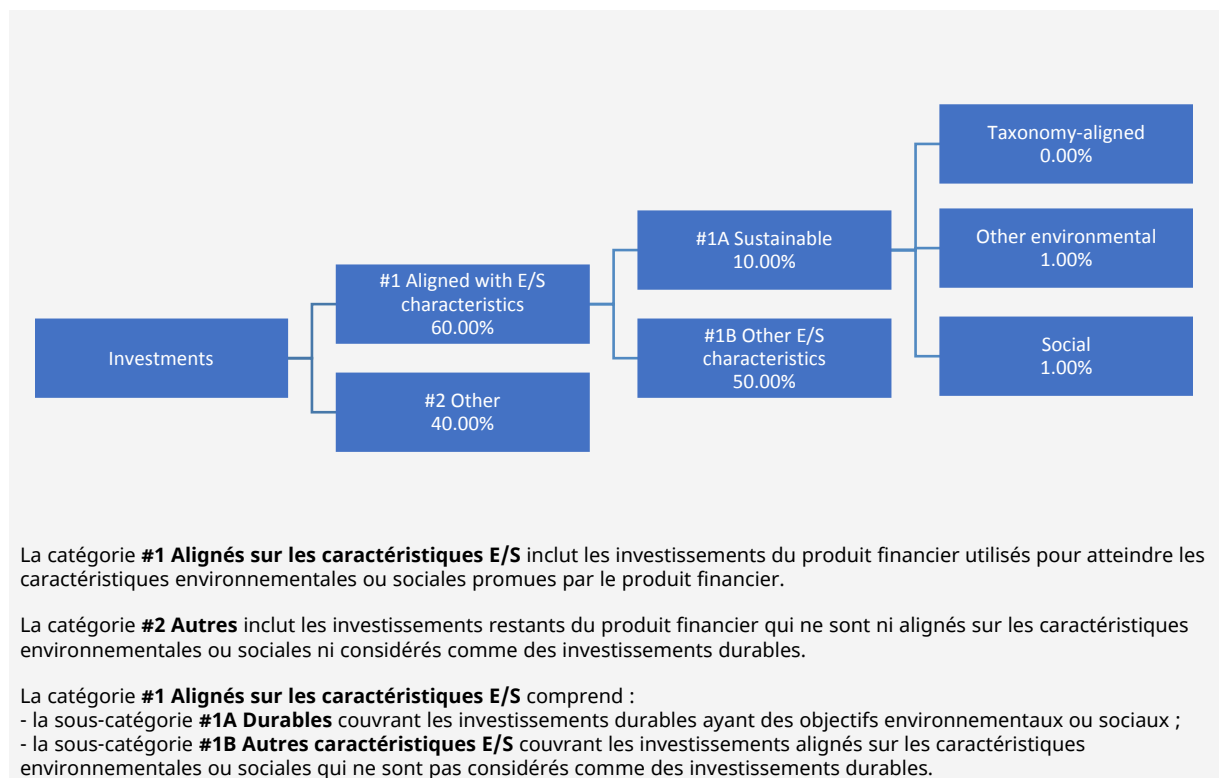 Investments
#1 Aligned with E/S
characteristics
60.00%
#2 Other
40.00%
#1A Sustainable
10.00%
#1B Other E/S
characteristics
50.00%
Taxonomy-aligned
0.00%
Other environmental
1.00%
Social
1.00%
La catégorie #1 Alignés sur les caractéristiques E/S inclut les investissements du produit financier utilisés pour atteindre les
caractéristiques environnementales ou sociales promues par le produit financier.
La catégorie #2 Autres inclut les investissements restants du produit financier qui ne sont ni alignés sur les caractéristiques
environnementales ou sociales ni considérés comme des investissements durables.
La catégorie #1 Alignés sur les caractéristiques E/S comprend :
- la sous-catégorie #1A Durables couvrant les investissements durables ayant des objectifs environnementaux ou sociaux ;
- la sous-catégorie #1B Autres caractéristiques E/S couvrant les investissements alignés sur les caractéristiques
environnementales ou sociales qui ne sont pas considérés comme des investissements durables.